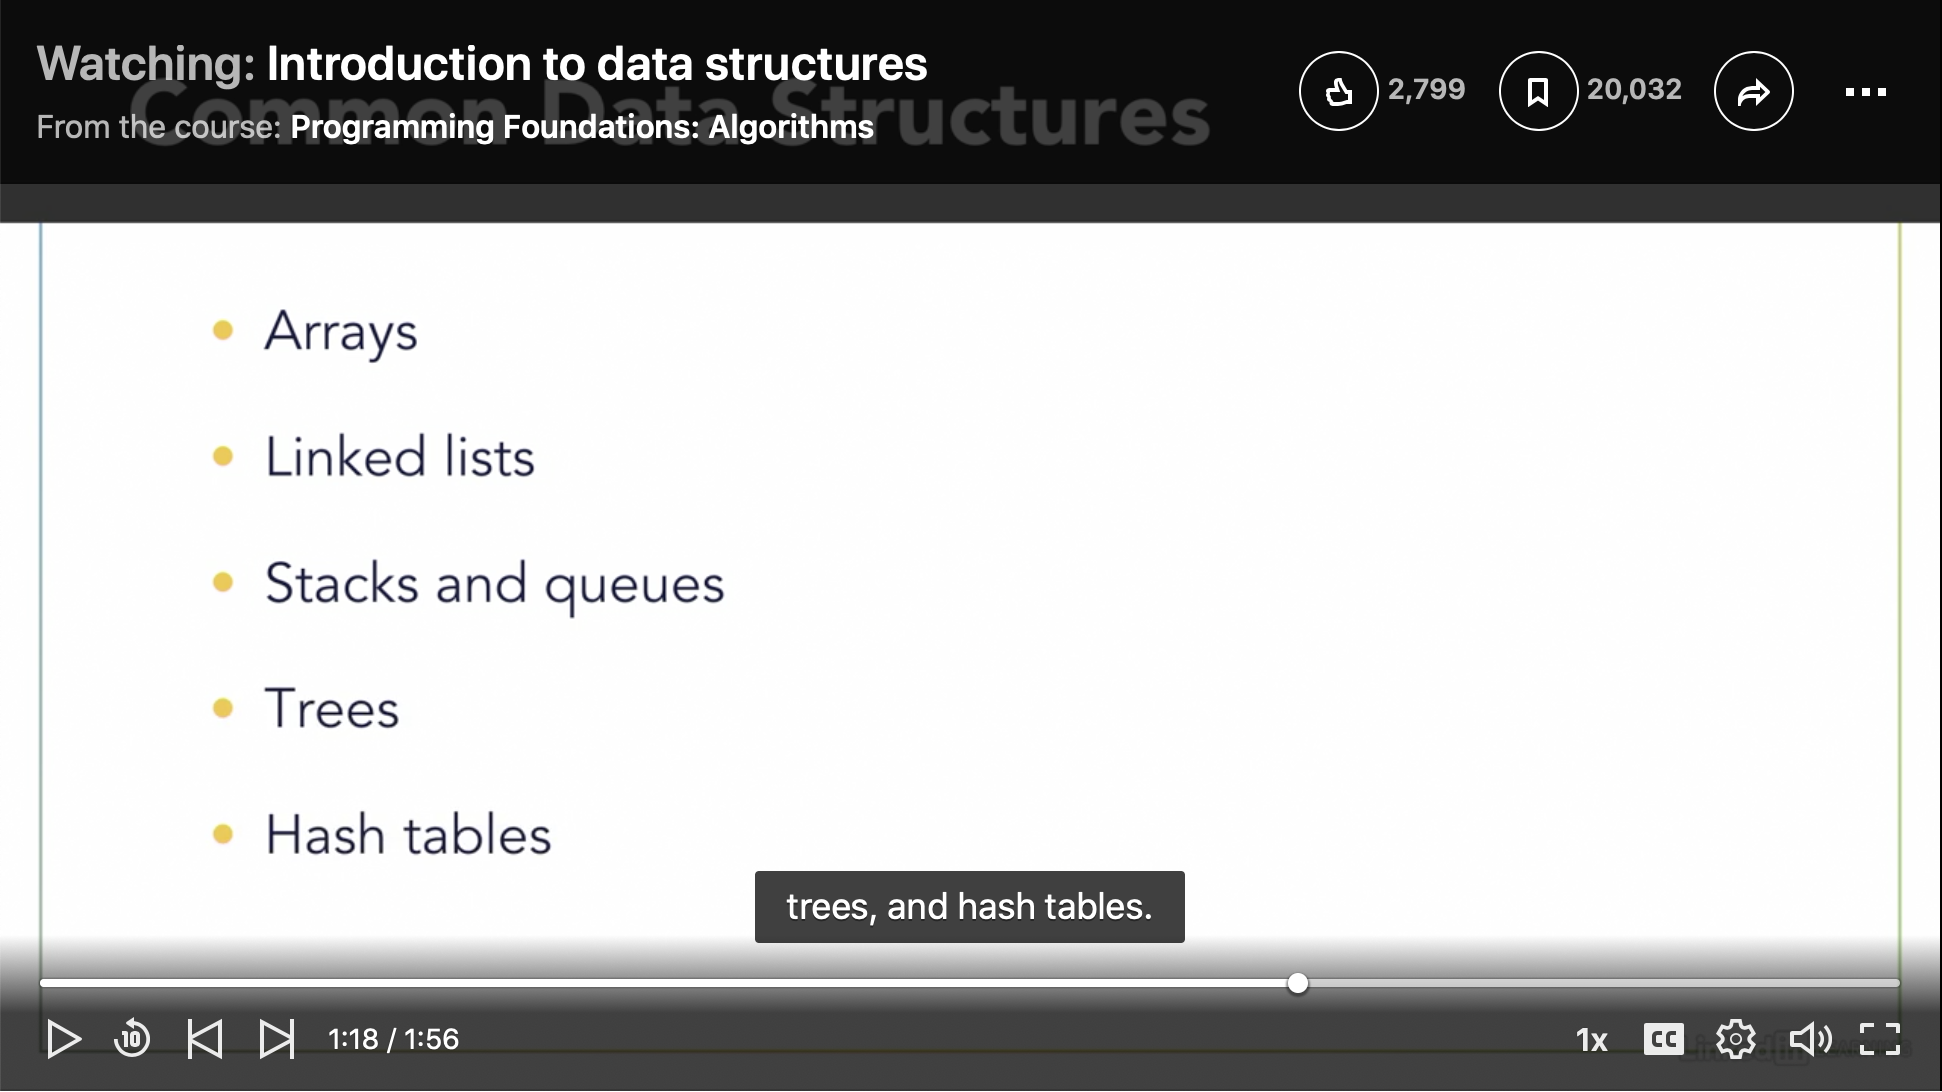 Watching: Introduction to data structures
Common Data Structures
From the course: Programming Foundations: Algorithms
2,799
20,032
Arrays
Linked lists
Stacks and queues
Trees
Hash tables
trees, and hash tables.
10
1:18 / 1:56
1x
CC
Linked in